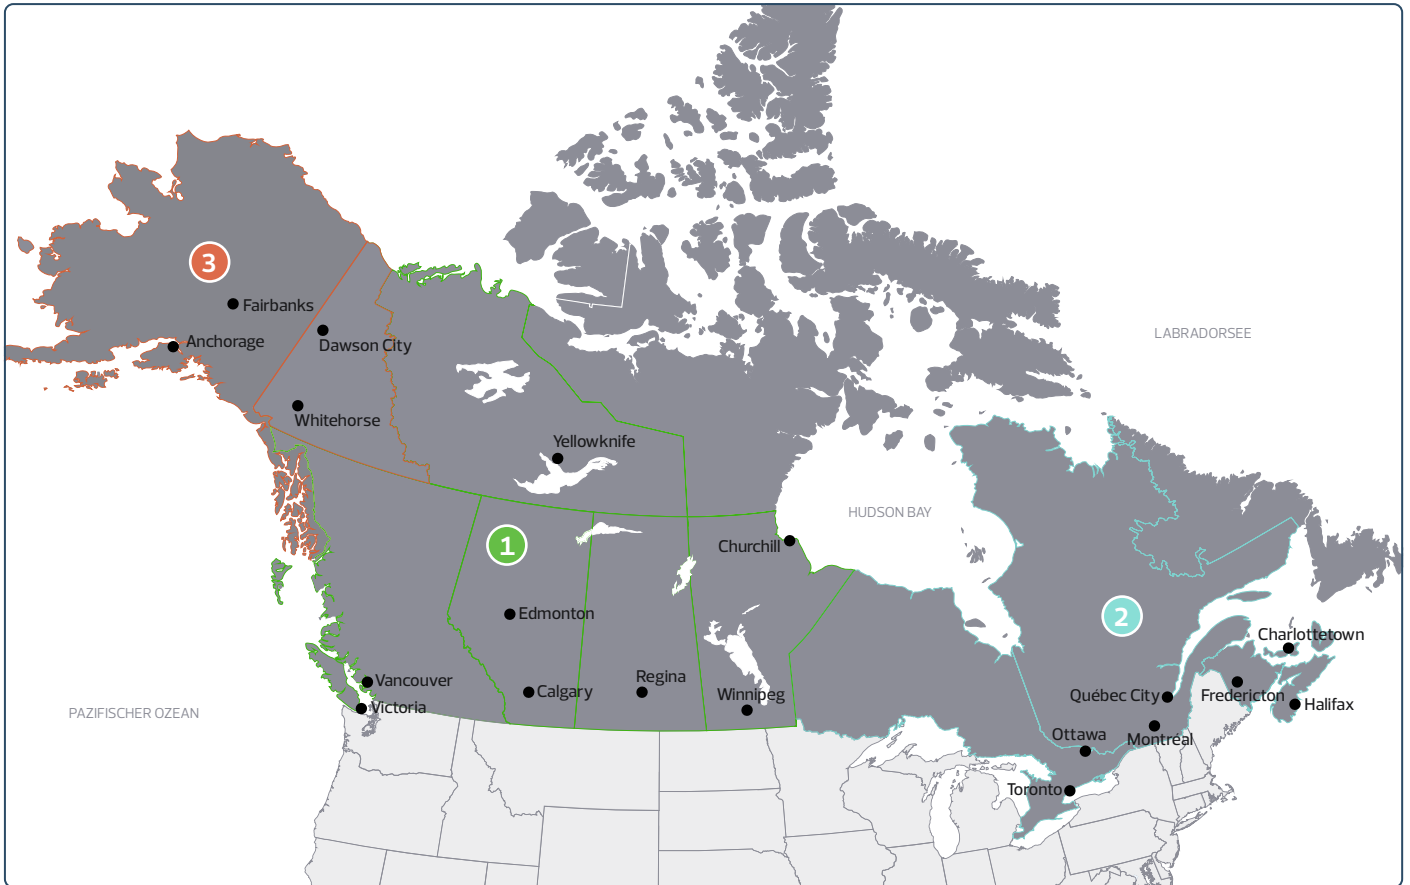 3
Fairbanks
LABRADORSEE
Anchorage
Dawson City
Whitehorse
Yellowknife
HUDSON BAY
1
Churchill
Edmonton
2
Charlottetown
Vancouver
Regina
Calgary
Winnipeg
Québec City
Fredericton
Halifax
Victoria
PAZIFISCHER OZEAN
Ottawa
Montréal
Toronto